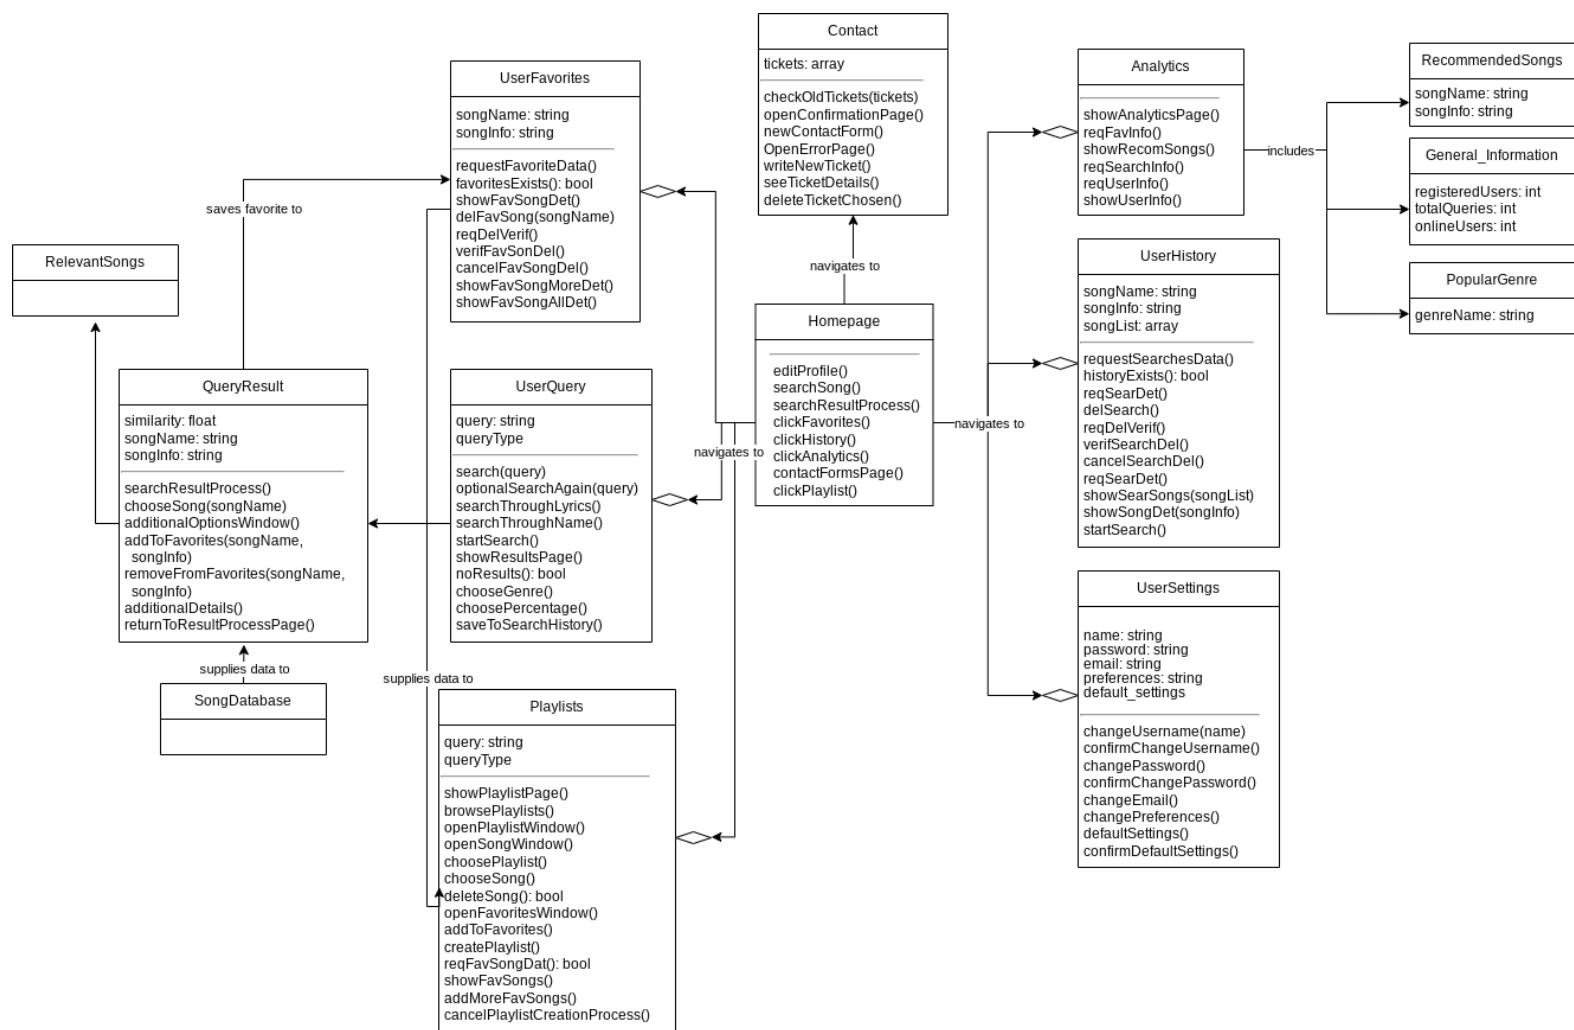 Contact
tickets: array
checkOldTickets(tickets)
openConfirmationPage()
newContactForm()
OpenErrorPage()
writeNewTicket()
seeTicketDetails()
deleteTicketChosen()
UserFavorites
songName: string
songInfo: string
requestFavoriteData()
favoritesExists(): bool
showFavSongDet()
delFavSong(songName)
reqDelVerif()
verifFavSonDel()
cancelFavSongDel()
showFavSongMoreDet()
showFavSongAllDet()
Analytics
showAnalyticsPage()
reqFavInfo()
showRecomSongs()
reqSearchInfo()
reqUserInfo()
showUserInfo()
includes
RecommendedSongs
songName: string
songInfo: string
General_Information
registeredUsers: int
totalQueries: int
onlineUsers: int
PopularGenre
genreName: string
saves favorite to
RelevantSongs
navigates to
Homepage
editProfile()
searchSong()
searchResultProcess()
clickFavorites()
clickHistory()
clickAnalytics()
contactFormsPage()
clickPlaylist()
navigates to
navigates to
UserHistory
songName: string
songInfo: string
songList: array
requestSearchesData()
historyExists(): bool
reqSearDet()
delSearch()
reqDelVerif()
verifSearchDel()
cancelSearchDel()
reqSearDet()
showSearSongs(songList)
showSongDet(songInfo)
startSearch()
QueryResult
similarity: float
songName: string
songInfo: string
searchResultProcess()
chooseSong(songName)
additionalOptionsWindow()
addToFavorites(songName,
songInfo)
removeFromFavorites(songName,
songInfo)
additionalDetails()
returnToResultProcessPage()
UserQuery
query: string
queryType
search(query)
optionalSearchAgain(query)
searchThroughLyrics()
searchThroughName()
startSearch()
showResultsPage()
noResults(): bool
chooseGenre()
choosePercentage()
saveToSearchHistory()
supplies data to
SongDatabase
supplies data to
Playlists
query: string
queryType
showPlaylistPage()
browsePlaylists()
openPlaylistWindow()
openSongWindow()
choosePlaylist()
chooseSong()
deleteSong(): bool
openFavoritesWindow()
addToFavorites()
createPlaylist()
reqFavSongDat(): bool
showFavSongs()
addMoreFavSongs()
cancelPlaylistCreationProcess()
UserSettings
name: string
password: string
email: string
preferences: string
default_settings
changeUsername(name)
confirmChangeUsername()
changePassword()
confirmChangePassword()
changeEmail()
changePreferences()
defaultSettings()
confirmDefaultSettings()